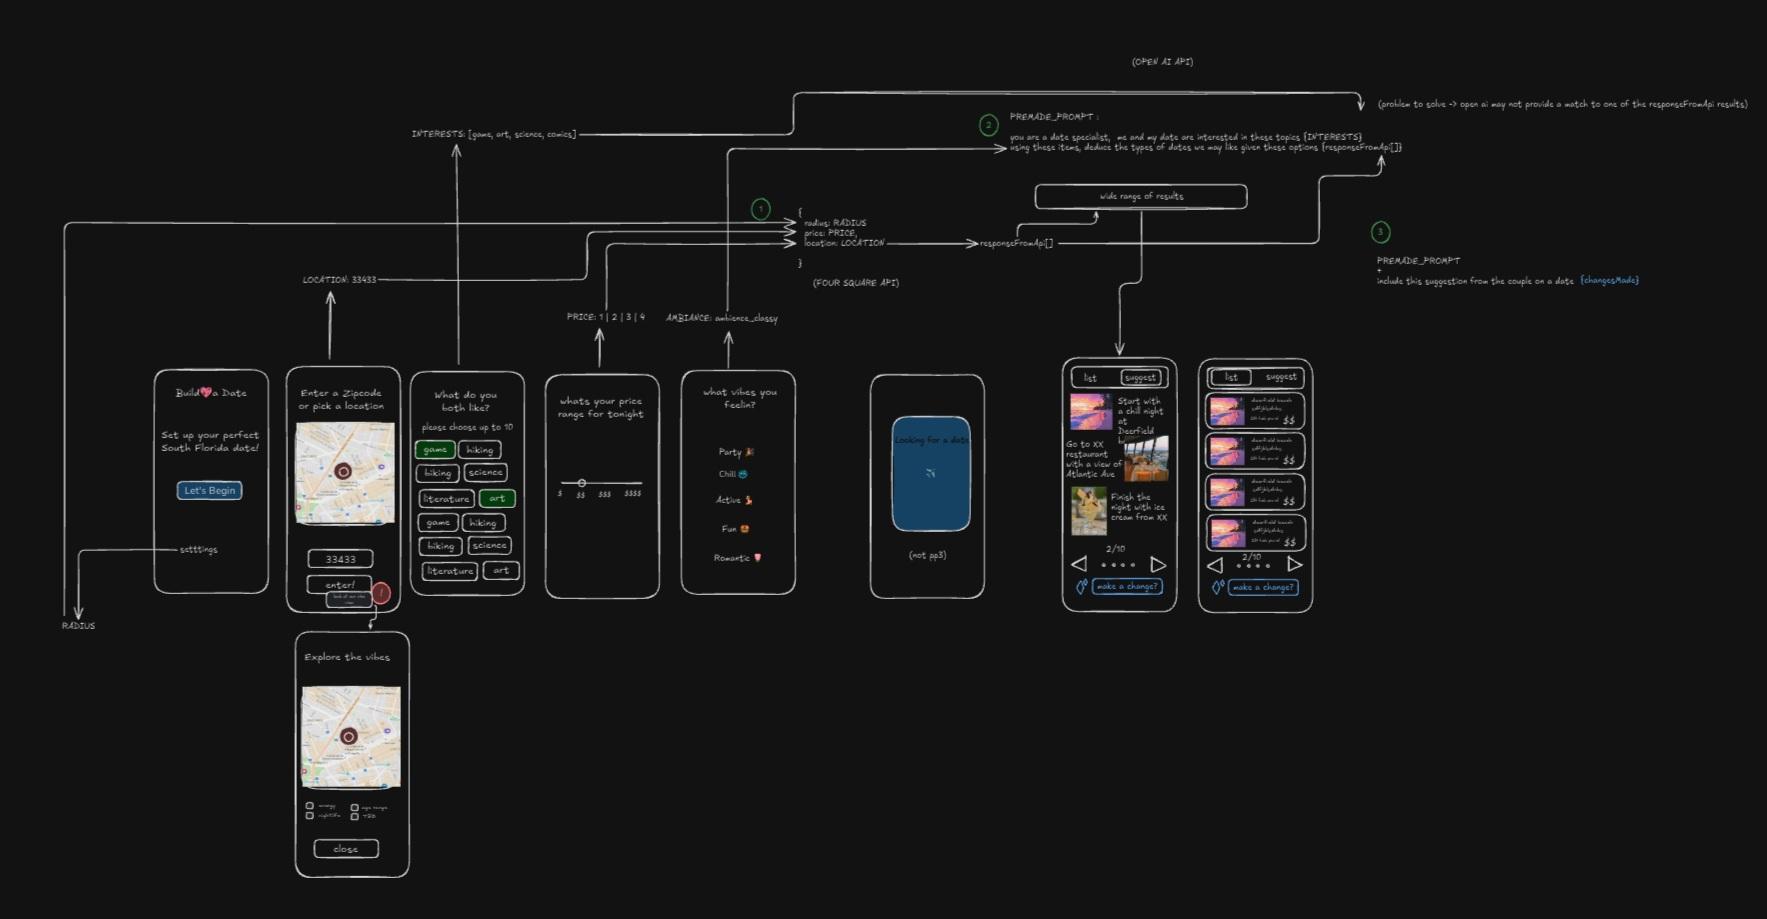 (OPEN AI API)
(problem to solve -> open ai may not provide a match to one of the responseFromApi results)
INTERESTS: [game, art, science, comics]
2
PREMADE_PROMPT :
you are a date specialist, me and my date are interested in these topics {INTERESTS}
using these items, deduce the types of dates we may like given these options {responseFromApi[]}
wide range of results
1
{
radius: RADIUS
price: PRICE,
location: LOCATION
}
responseFromApi[]
(FOUR SQUARE API)
3
PREMADE_PROMPT
+
include this suggestion from the couple on a date {changesMade}
LOCATION: 33433
PRICE: 1 | 2 | 3 | 4
AMBIANCE: ambience_classy
Build a Date
Set up your perfect
South Florida date!
Let's Begin
setttings
RADIUS
Enter a Zipcode
or pick a location
33433
enter!
!
What do you
both like?
please choose up to 10
game
hiking
biking
science
literature
art
game
hiking
biking
science
literature
art
whats your price
range for tonight
$
$$
$$$
$$$$
what vibes you
feelin?
Party
Chill
Active
Fun
Romantic
Looking for a date
(not pp3)
list
suggest
Start with
a chill night
at
Deerfield
Go to XX
restaurant
with a view of
Atlantic Ave
Finish the
night with ice
cream from XX
2/10
make a change?
list
suggest
$$
$$
$$
$$
2/10
make a change?
Explore the vibes
energy
age range
nightlife
TBD
close